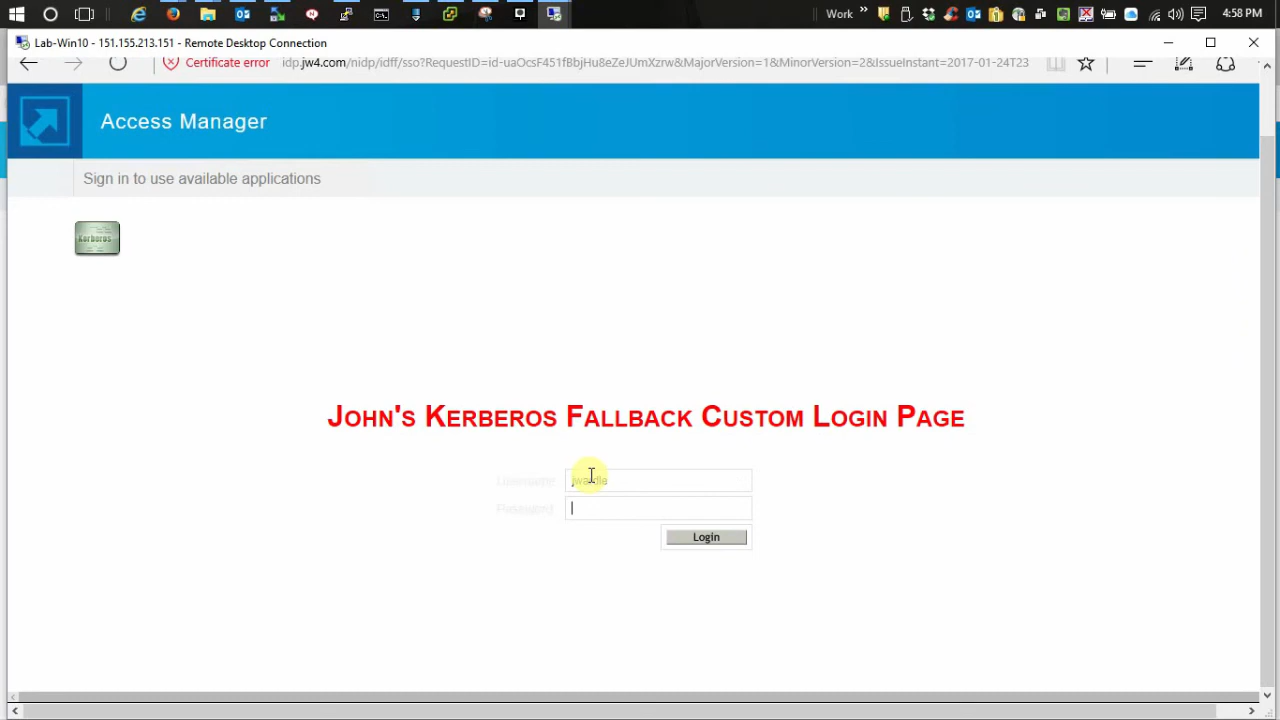 Work
»
4:58 PM
Lab-Win10 - 151.155.213.151 - Remote Desktop Connection
Certificate error
idp.jw4.com/nidp/idff/sso?RequestID=id-uaOcsF451fBbjHu8eZeJUmXzrw&MajorVersion=1&MinorVersion=2&IssueInstant=2017-01-24T23
Access Manager
Sign in to use available applications
Kerberos
John's Kerberos Fallback Custom Login Page
Username:
Password:
Login